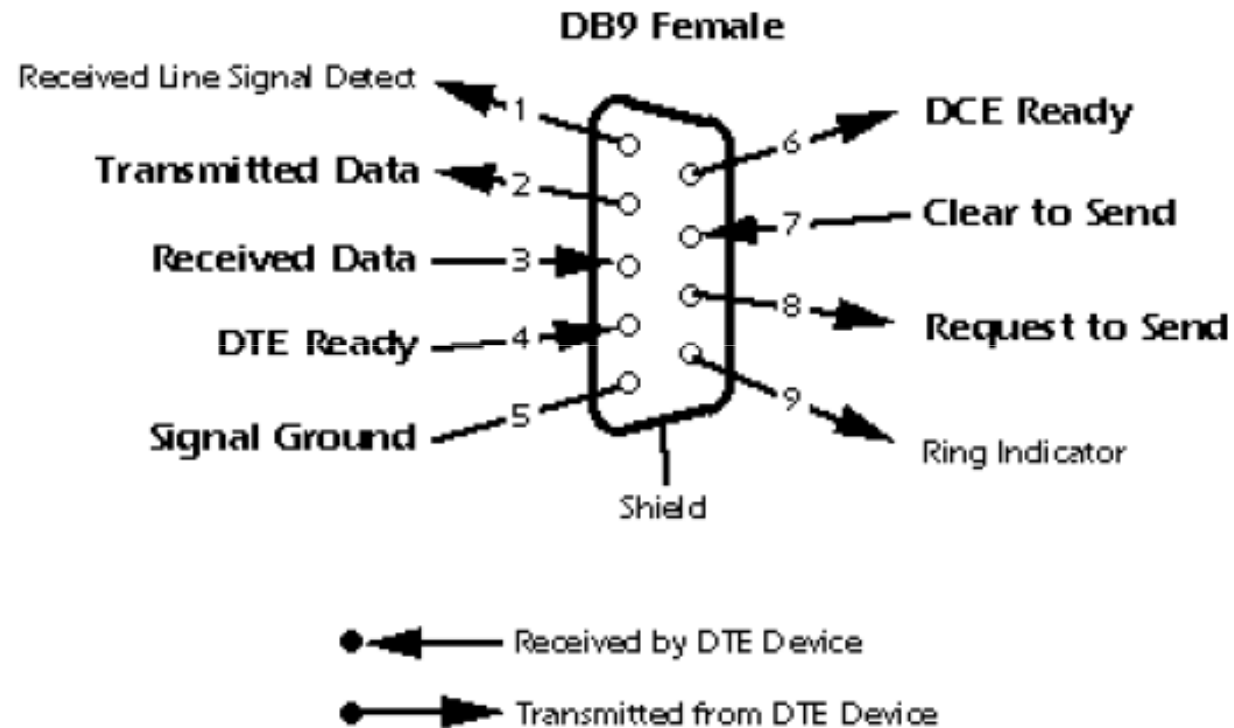 DB9 Female
Received Line Signal Detect
1
Transmitted Data
2
Received Data
3
DTE Ready
4
Signal Ground
5
6
DCE Ready
7
Clear to Send
8
Request to Send
9
Ring Indicator
Shield
Received by DTE Device
Transmitted from DTE Device